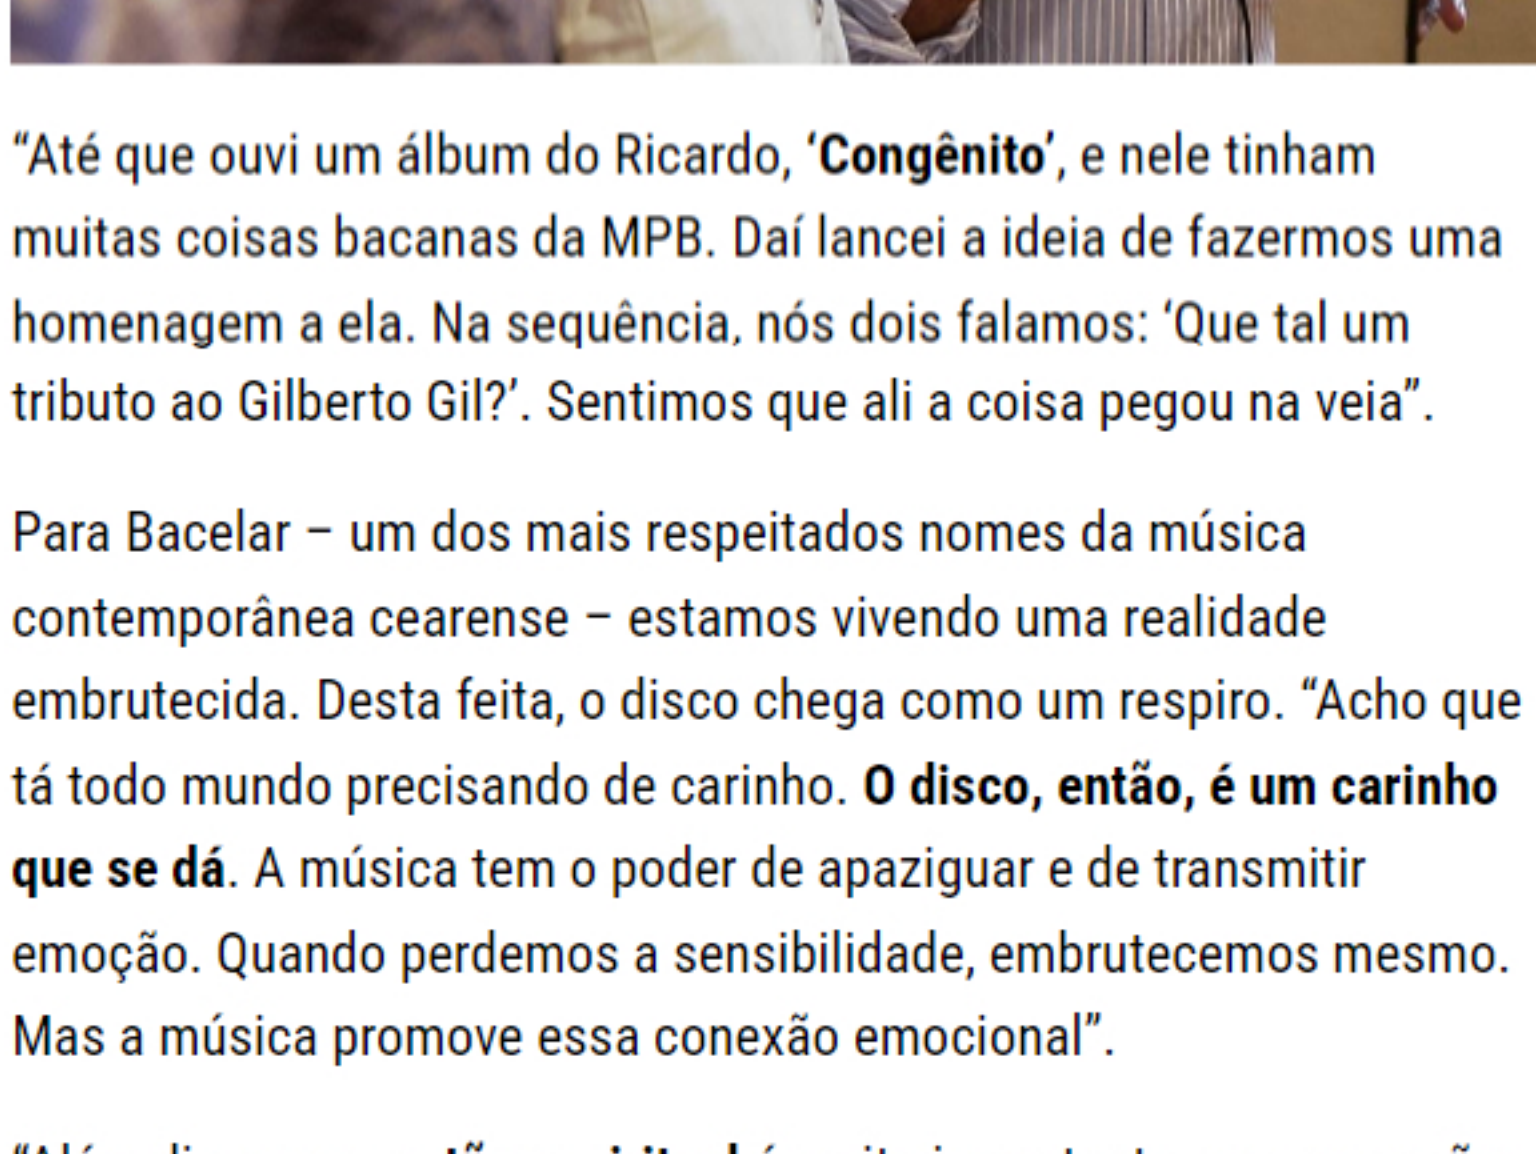 “Até que ouvi um álbum do Ricardo, ‘Congênito’, e nele tinham
muitas coisas bacanas da MPB. Daí lancei a ideia de fazermos uma
homenagem a ela. Na sequência, nós dois falamos: ‘Que tal um
tributo ao Gilberto Gil?’. Sentimos que ali a coisa pegou na veia”.
Para Bacelar – um dos mais respeitados nomes da música
contemporânea cearense – estamos vivendo uma realidade
embrutecida. Desta feita, o disco chega como um respiro. “Acho que
tá todo mundo precisando de carinho. O disco, então, é um carinho
que se dá. A música tem o poder de apaziguar e de transmitir
emoção. Quando perdemos a sensibilidade, embrutecemos mesmo.
Mas a música promove essa conexão emocional”.